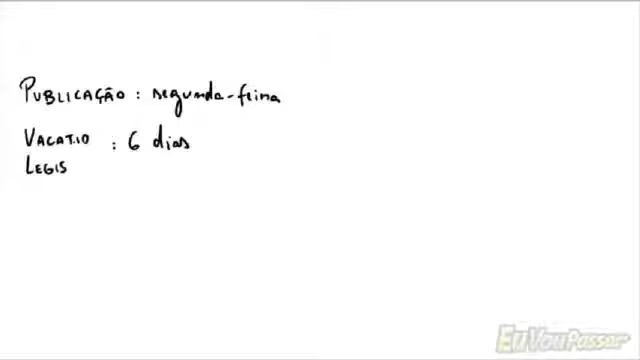 PUBLICAÇÃO : segunda-feira
VACATIO : 6 dias
LEGIS
EuVouPassar